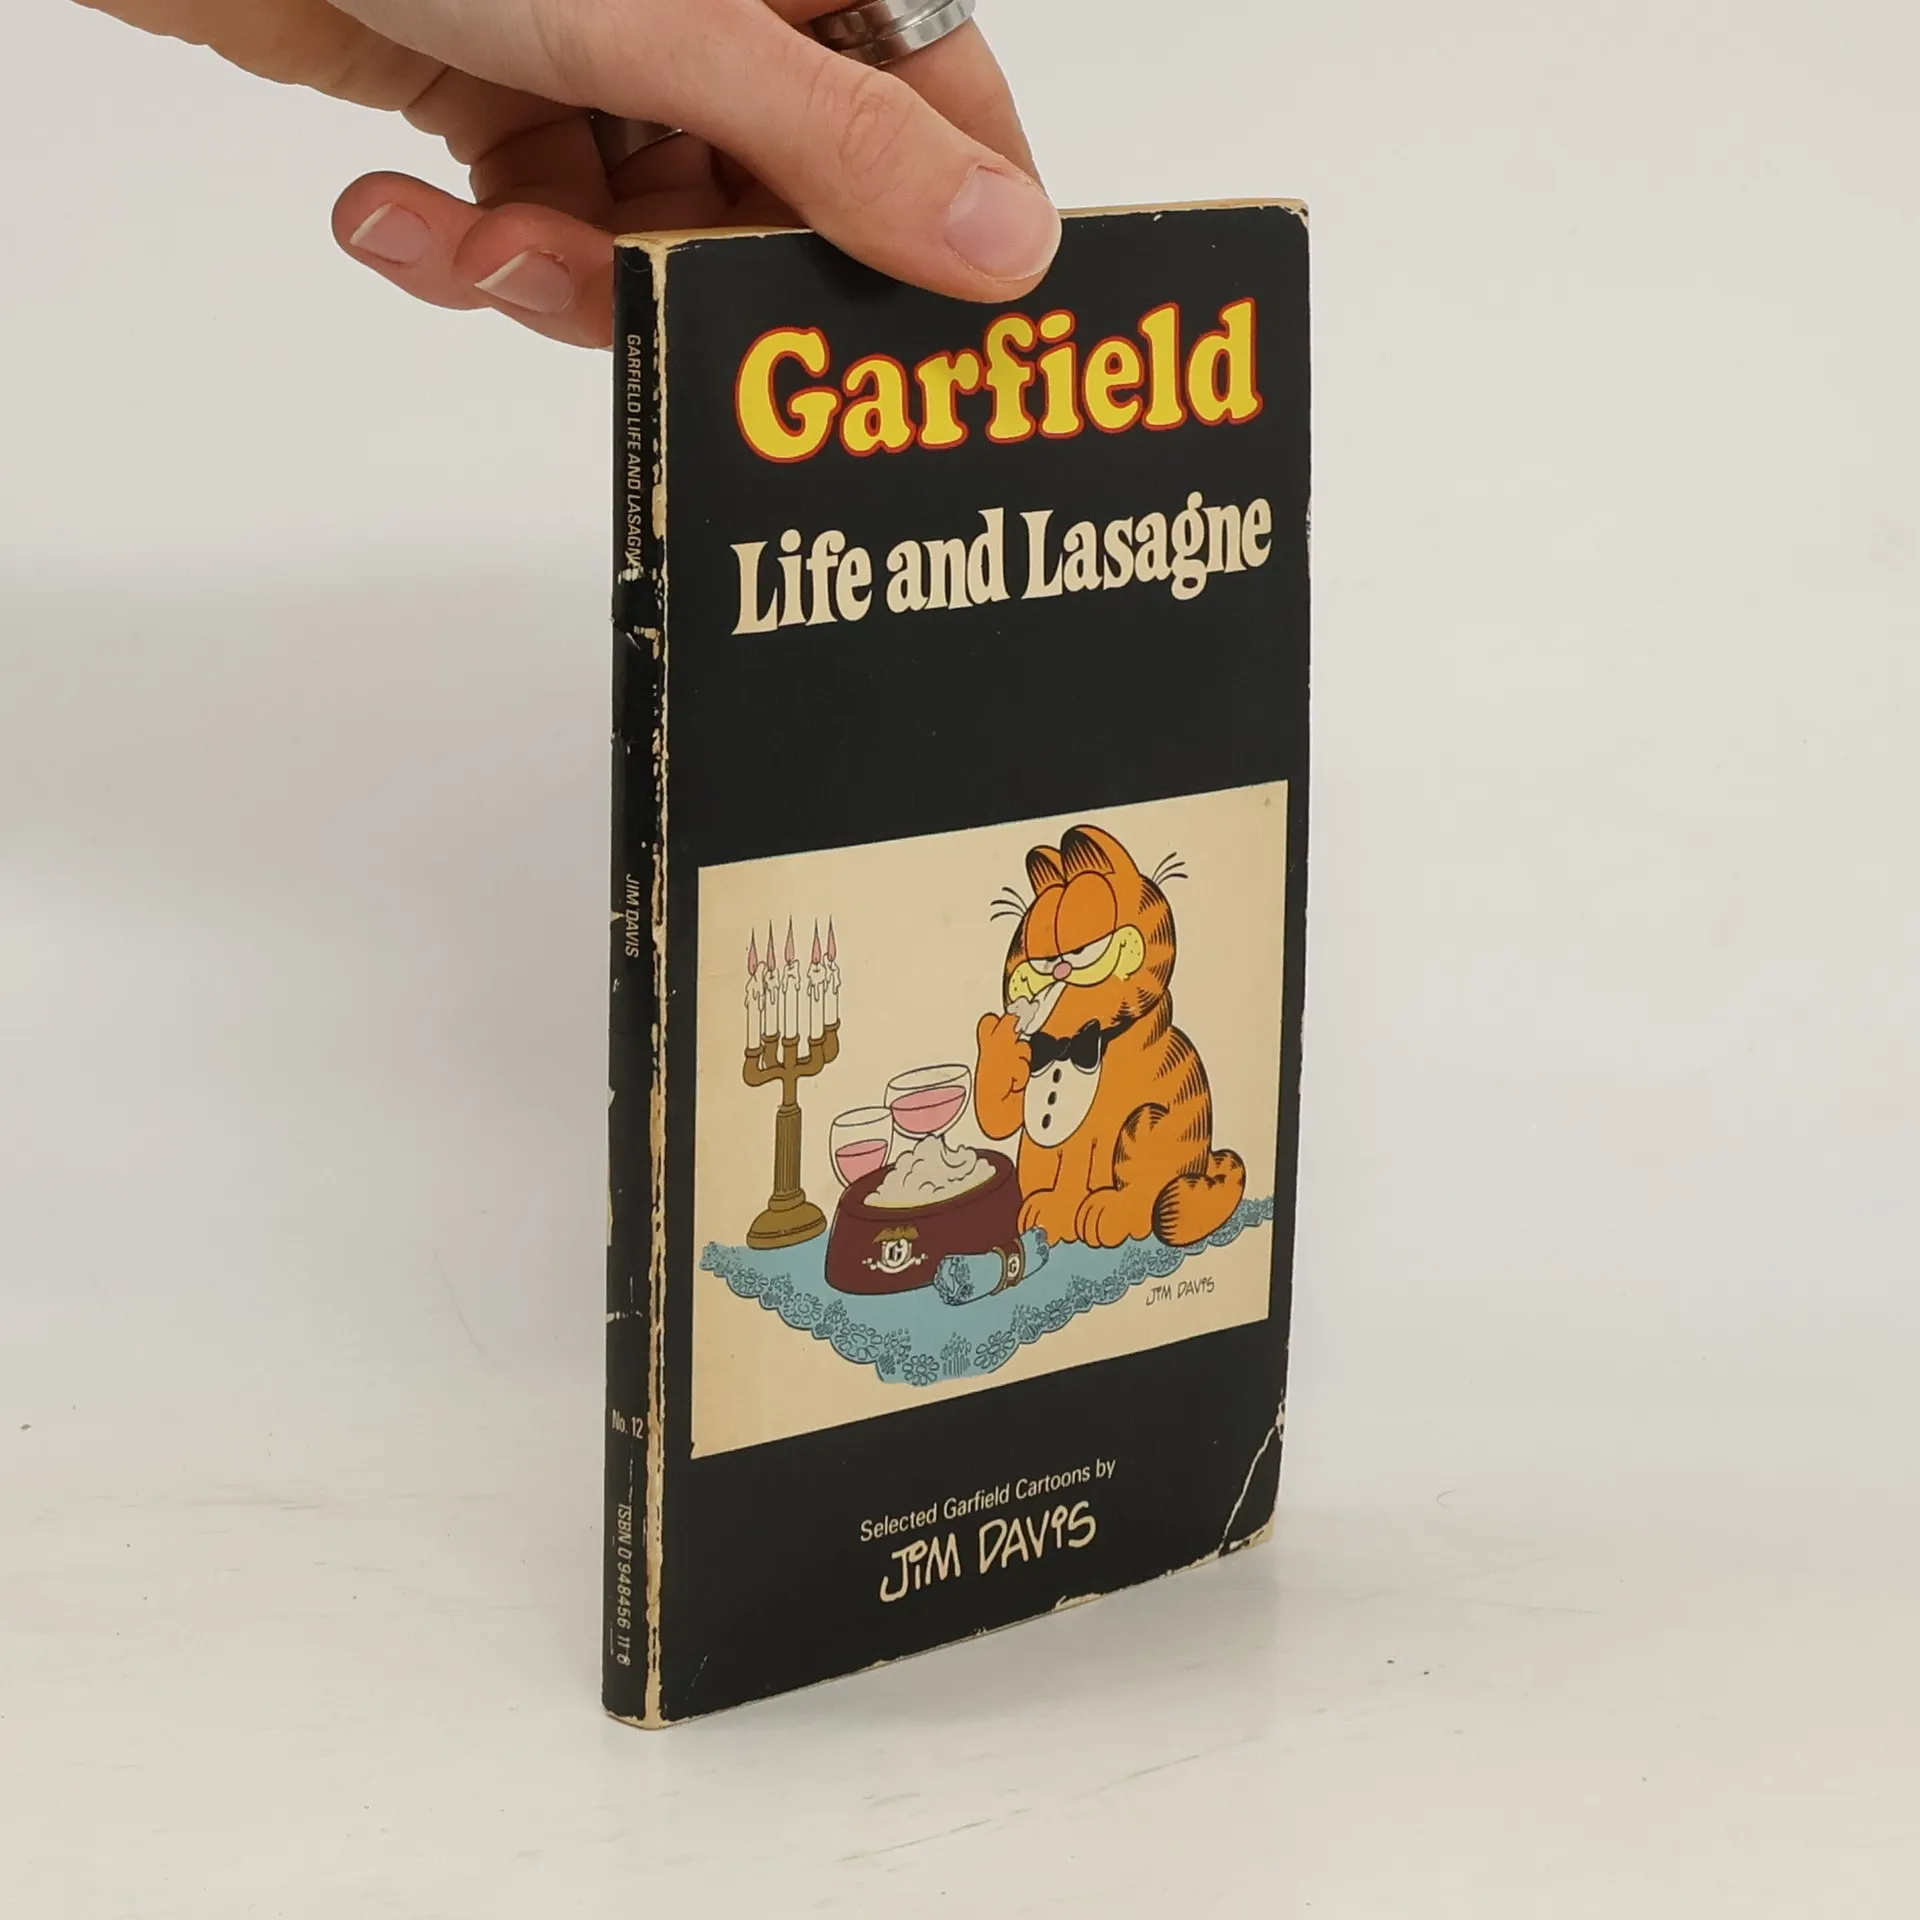 Garfield
Life and Lasagne
JIM DAVIS
Selected Garfield Cartoons by
JIM DAVIS
GARFIELD LIFE AND LASAGNE
JIM DAVIS
No. 12
ISBN 0 948456 11 8
G